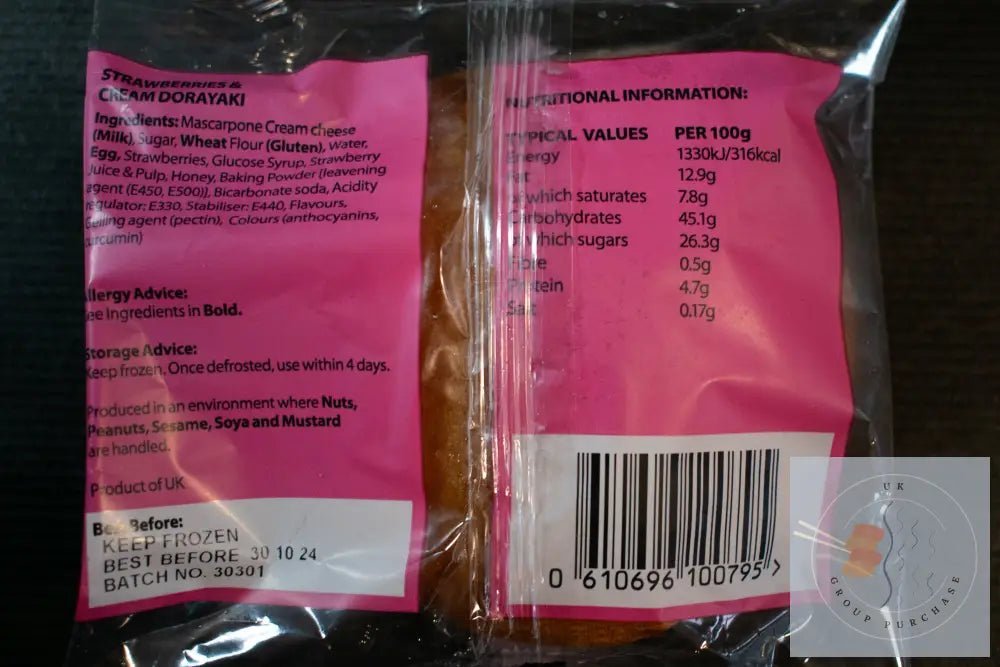 STRAWBERRIES &
CREAM DORAYAKI
Ingredients: Mascarpone Cream cheese
(Milk), Sugar, Wheat Flour (Gluten), Water,
Egg, Strawberries, Glucose Syrup, Strawberry
Juice & Pulp, Honey, Baking Powder [leavening
agent (E450, E500)], Bicarbonate soda, Acidity
regulator: E330, Stabiliser: E440, Flavours,
Gelling agent (pectin), Colours (anthocyanins,
curcumin)
Allergy Advice:
See Ingredients in Bold.
Storage Advice:
Keep frozen. Once defrosted, use within 4 days.
Produced in an environment where Nuts,
Peanuts, Sesame, Soya and Mustard
are handled.
Product of UK
Best Before:
KEEP FROZEN
BEST BEFORE 30 10 24
BATCH NO. 30301
NUTRITIONAL INFORMATION:
TYPICAL VALUES PER 100g
Energy 1330kJ/316kcal
Fat 12.9g
of which saturates 7.8g
Carbohydrates 45.1g
of which sugars 26.3g
Fibre 0.5g
Protein 4.7g
Salt 0.17g
0 610696 100795 >
UK
GROUP PURCHASE